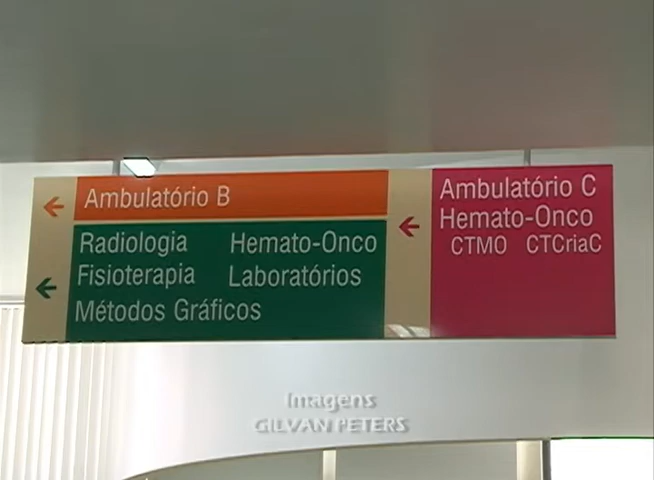 Ambulatório B
Radiologia Hemato-Onco
Fisioterapia Laboratórios
Métodos Gráficos
Ambulatório C
Hemato-Onco
CTMO CTCriaC
Imagens
GILVAN PETERS